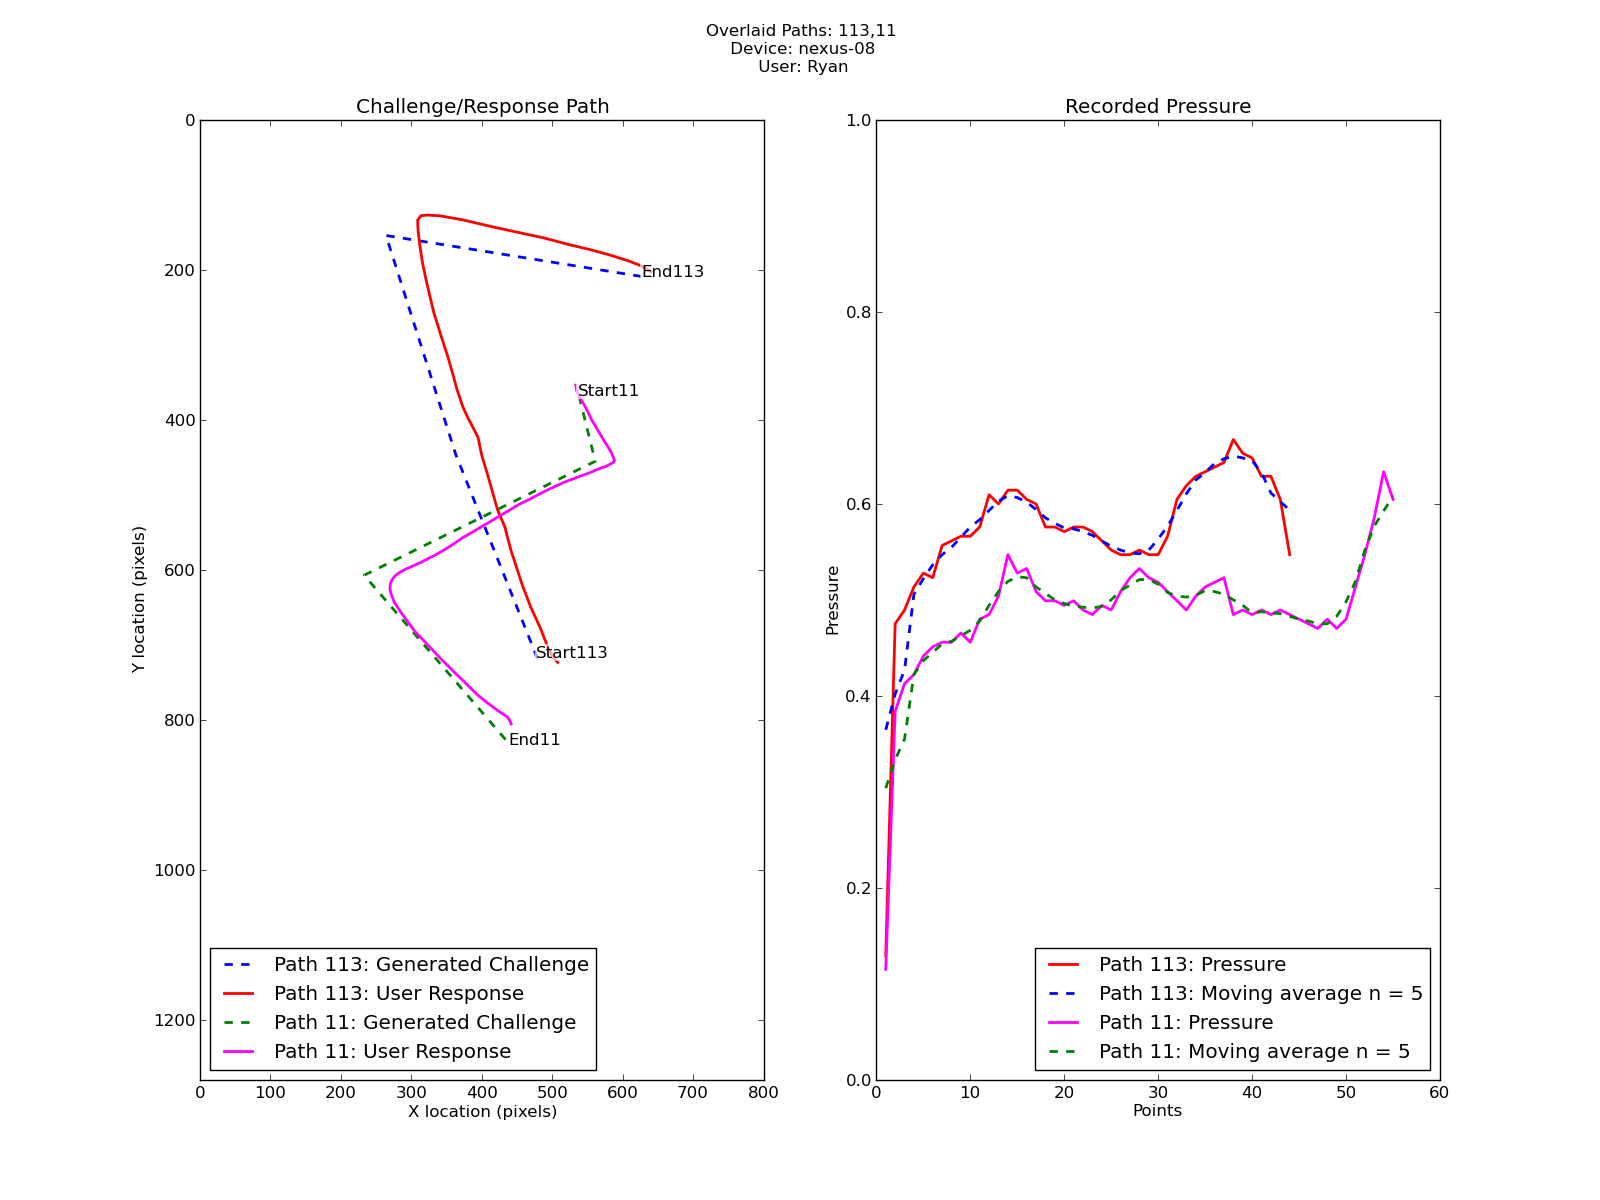 Overlaid Paths: 113,11
Device: nexus-08
User: Ryan
Challenge/Response Path
0
200
400
600
800
1000
1200
Y location (pixels)
End113
Start11
Start113
End11
Path 113: Generated Challenge
Path 113: User Response
Path 11: Generated Challenge
Path 11: User Response
0 100 200 300 400 500 600 700 800
X location (pixels)
Recorded Pressure
1.0
0.8
0.6
0.4
0.2
0.0
Pressure
Path 113: Pressure
Path 113: Moving average n = 5
Path 11: Pressure
Path 11: Moving average n = 5
0 10 20 30 40 50 60
Points